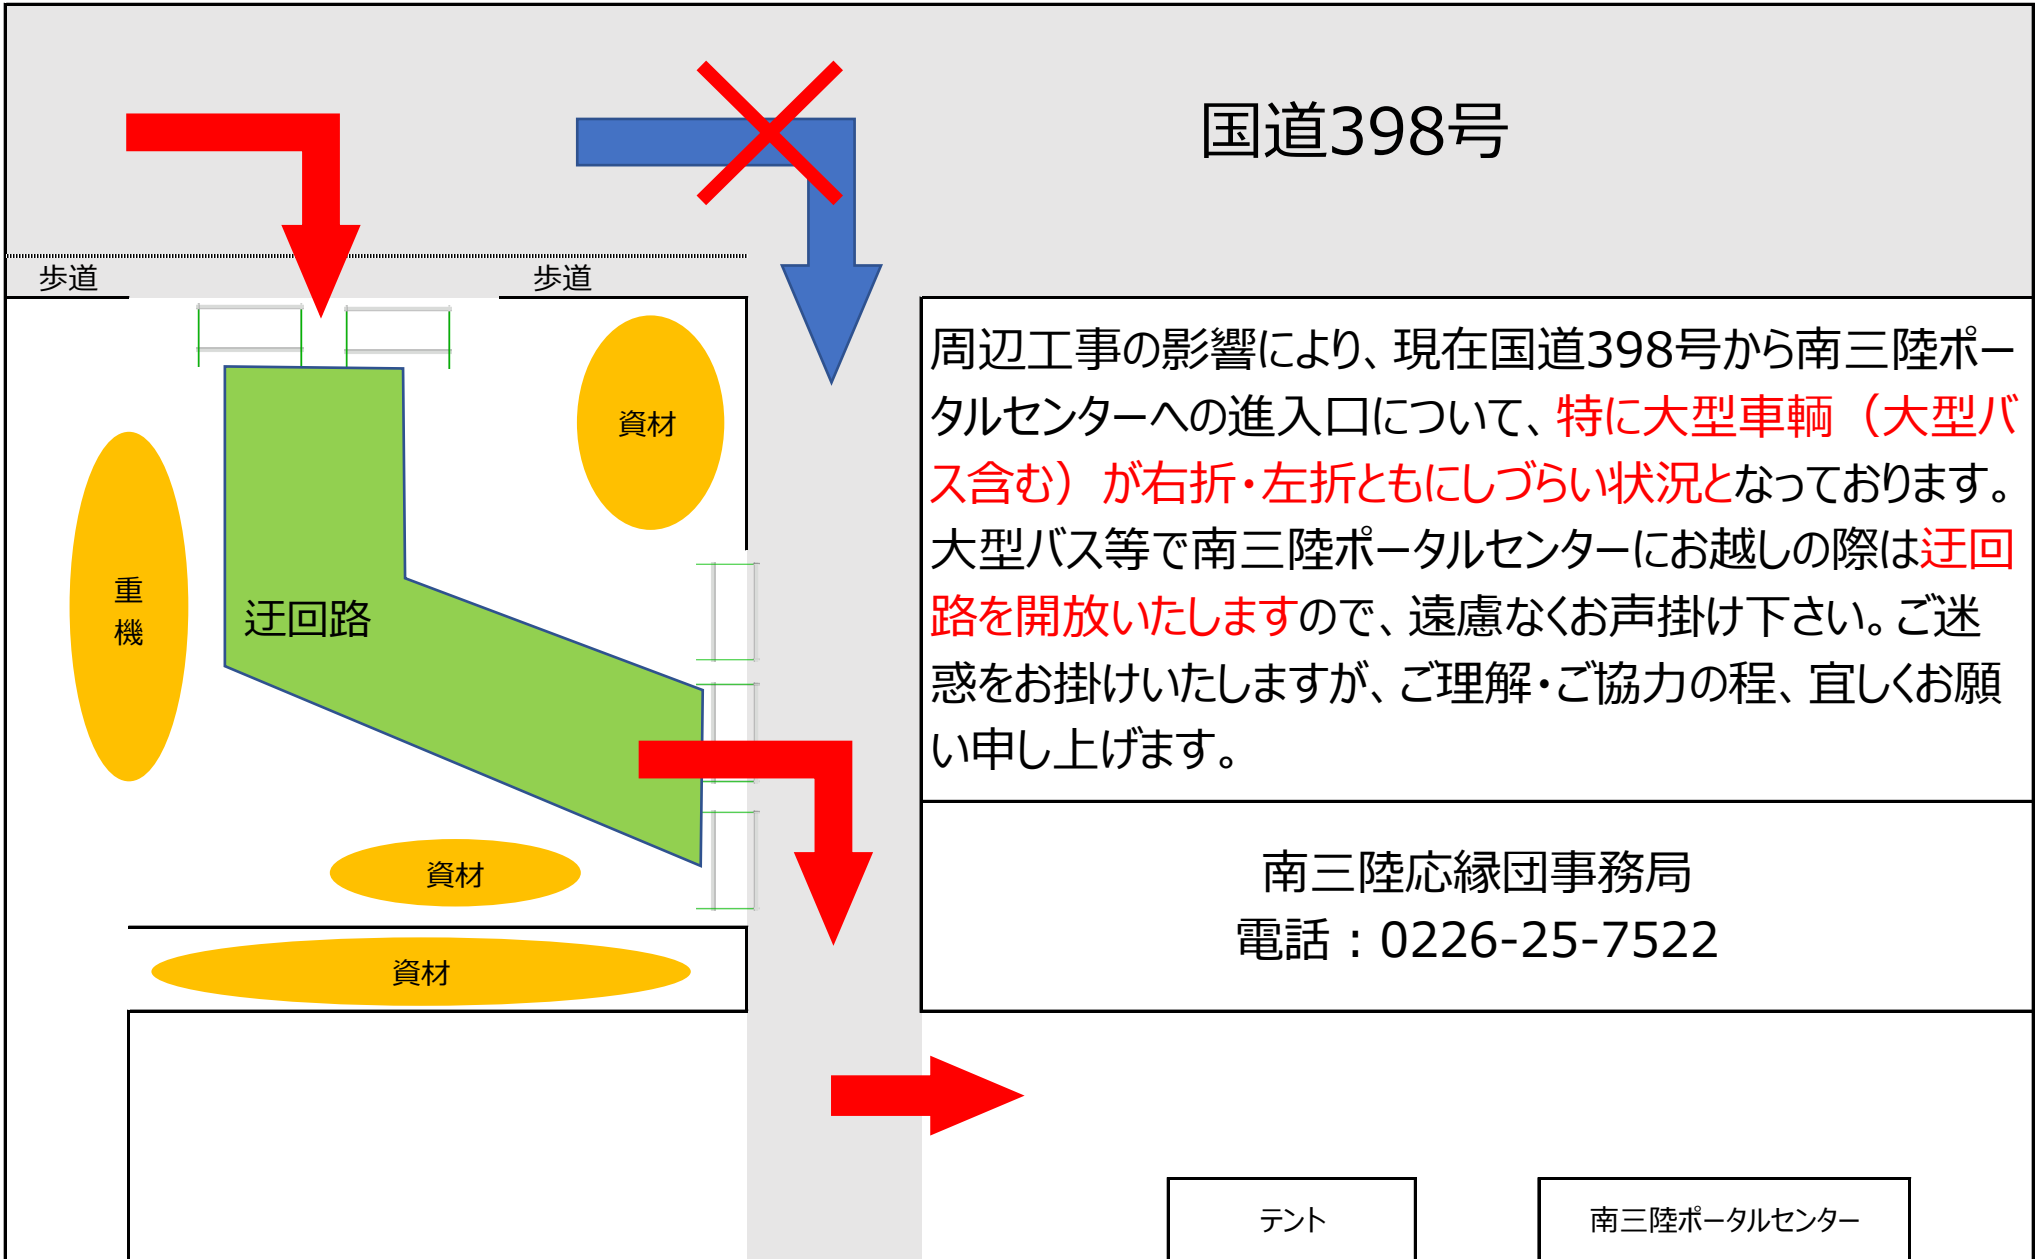 国道398号
歩道
歩道
周辺工事の影響により、現在国道398号から南三陸ポー
タルセンターへの進入口について、特に大型車輌（大型バ
ス含む）が右折・左折ともにしづらい状況となっております。
大型バス等で南三陸ポータルセンターにお越しの際は迂回
路を開放いたしますので、遠慮なくお声掛け下さい。ご迷
惑をお掛けいたしますが、ご理解・ご協力の程、宜しくお願
い申し上げます。
資材
重
機
迂回路
資材
資材
南三陸応縁団事務局
電話：0226-25-7522
テント
南三陸ポータルセンター